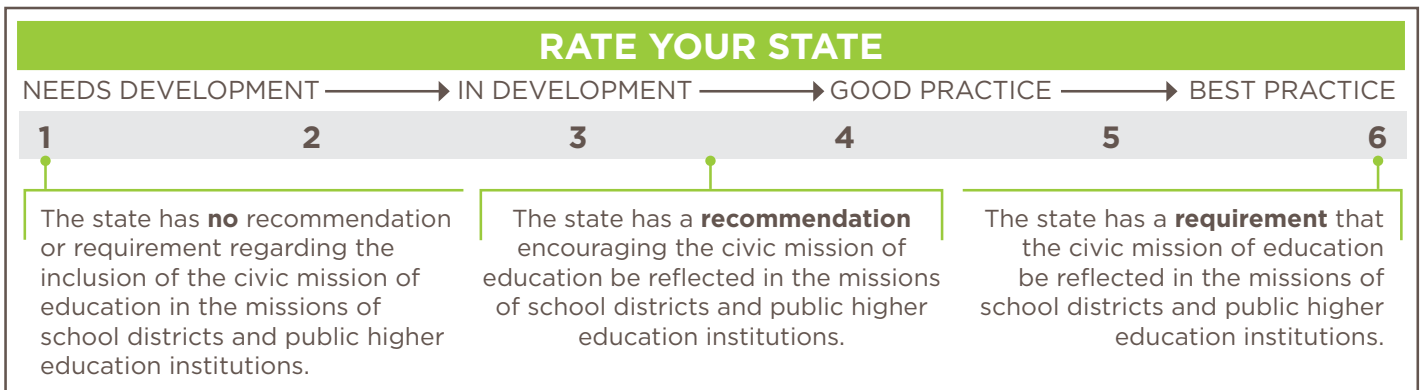 RATE YOUR STATE
NEEDS DEVELOPMENT IN DEVELOPMENT GOOD PRACTICE BEST PRACTICE
1 2 3 4 5 6
The state has no recommendation
or requirement regarding the
inclusion of the civic mission of
education in the missions of
school districts and public higher
education institutions.
The state has a recommendation
encouraging the civic mission of
education be reflected in the missions
of school districts and public higher
education institutions.
The state has a requirement that
the civic mission of education
be reflected in the missions of
school districts and public higher
education institutions.